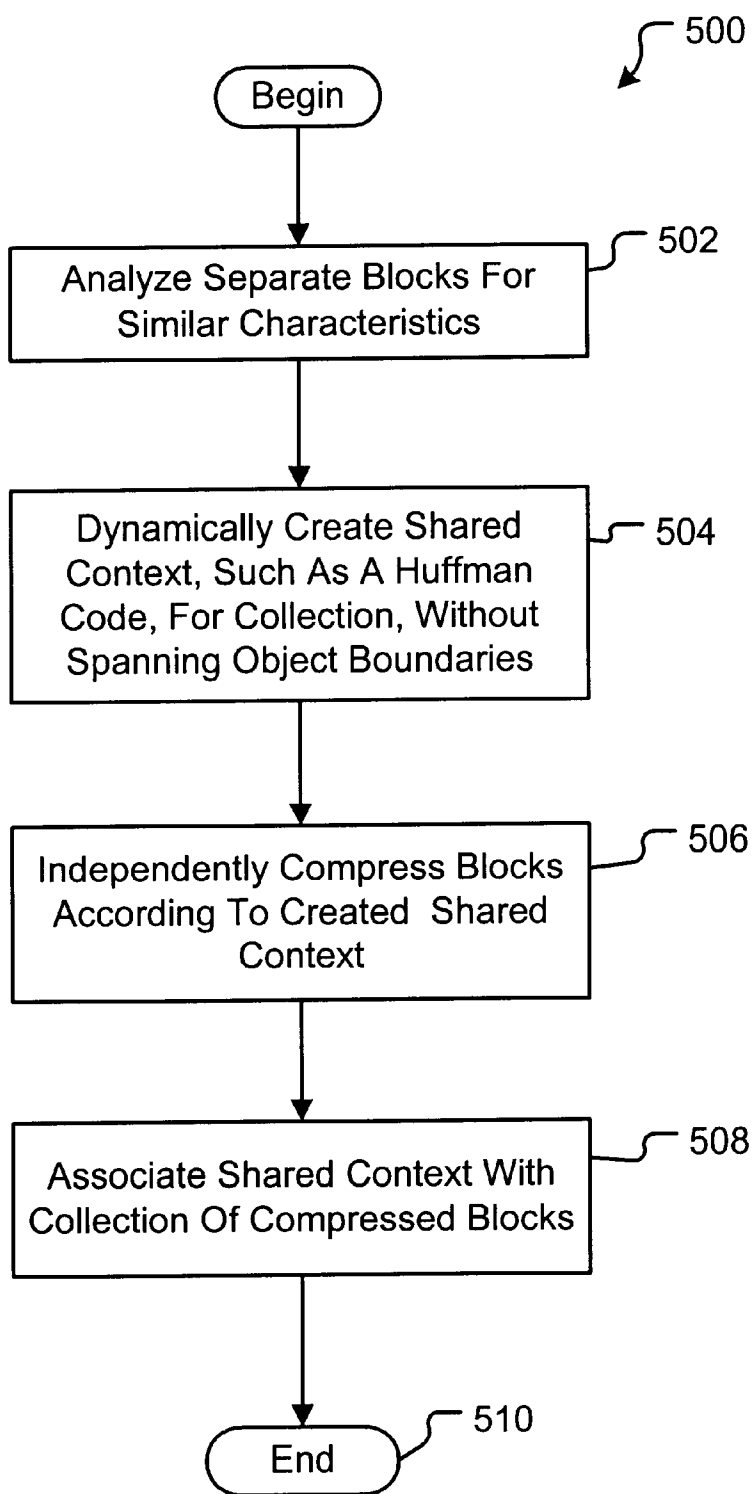 500
Begin
502
Analyze Separate Blocks For
Similar Characteristics
504
Dynamically Create Shared
Context, Such As A Huffman
Code, For Collection, Without
Spanning Object Boundaries
506
Independently Compress Blocks
According To Created Shared
Context
508
Associate Shared Context With
Collection Of Compressed Blocks
510
End